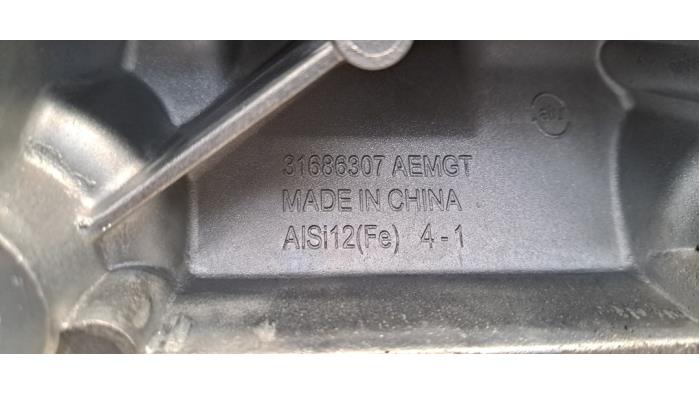 31686307 AEMGT
MADE IN CHINA
AlSi12(Fe) 4-1